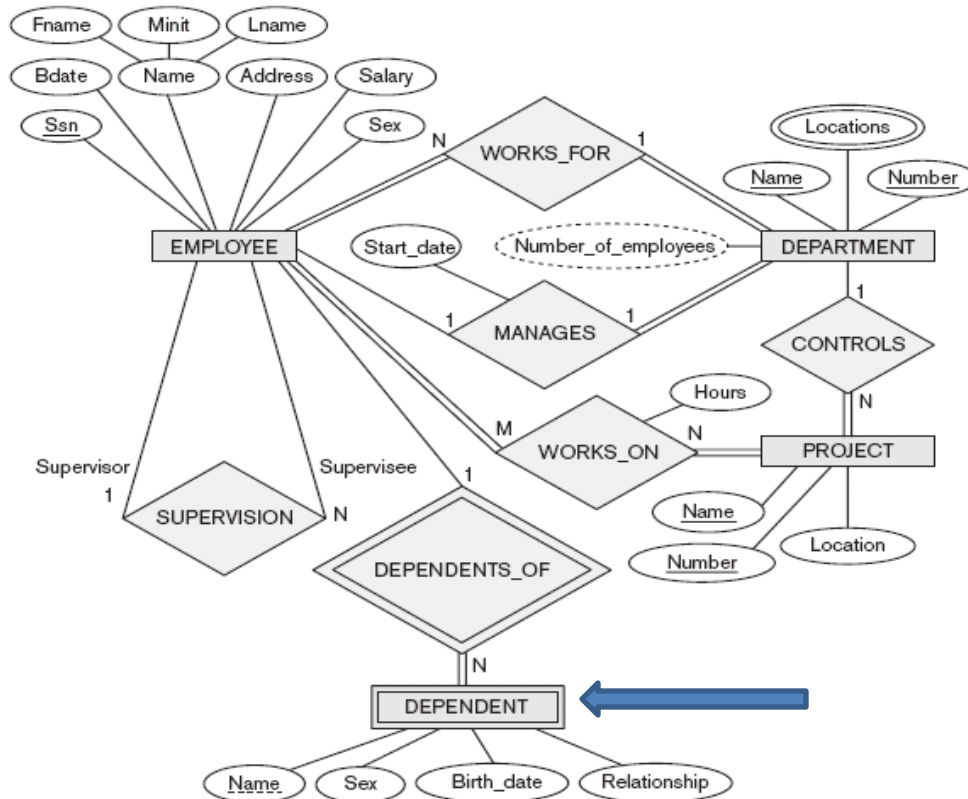 Fname Minit Lname
Bdate Name Address Salary
Ssn Sex
N WORKS_FOR 1
Locations
Name Number
EMPLOYEE Start_date Number_of_employees DEPARTMENT
1 MANAGES 1
1
CONTROLS
N
Hours
M WORKS_ON N PROJECT
Supervisor Supervisee 1
1 SUPERVISION N
Name
Number Location
DEPENDENTS_OF
N
DEPENDENT
Name Sex Birth_date Relationship